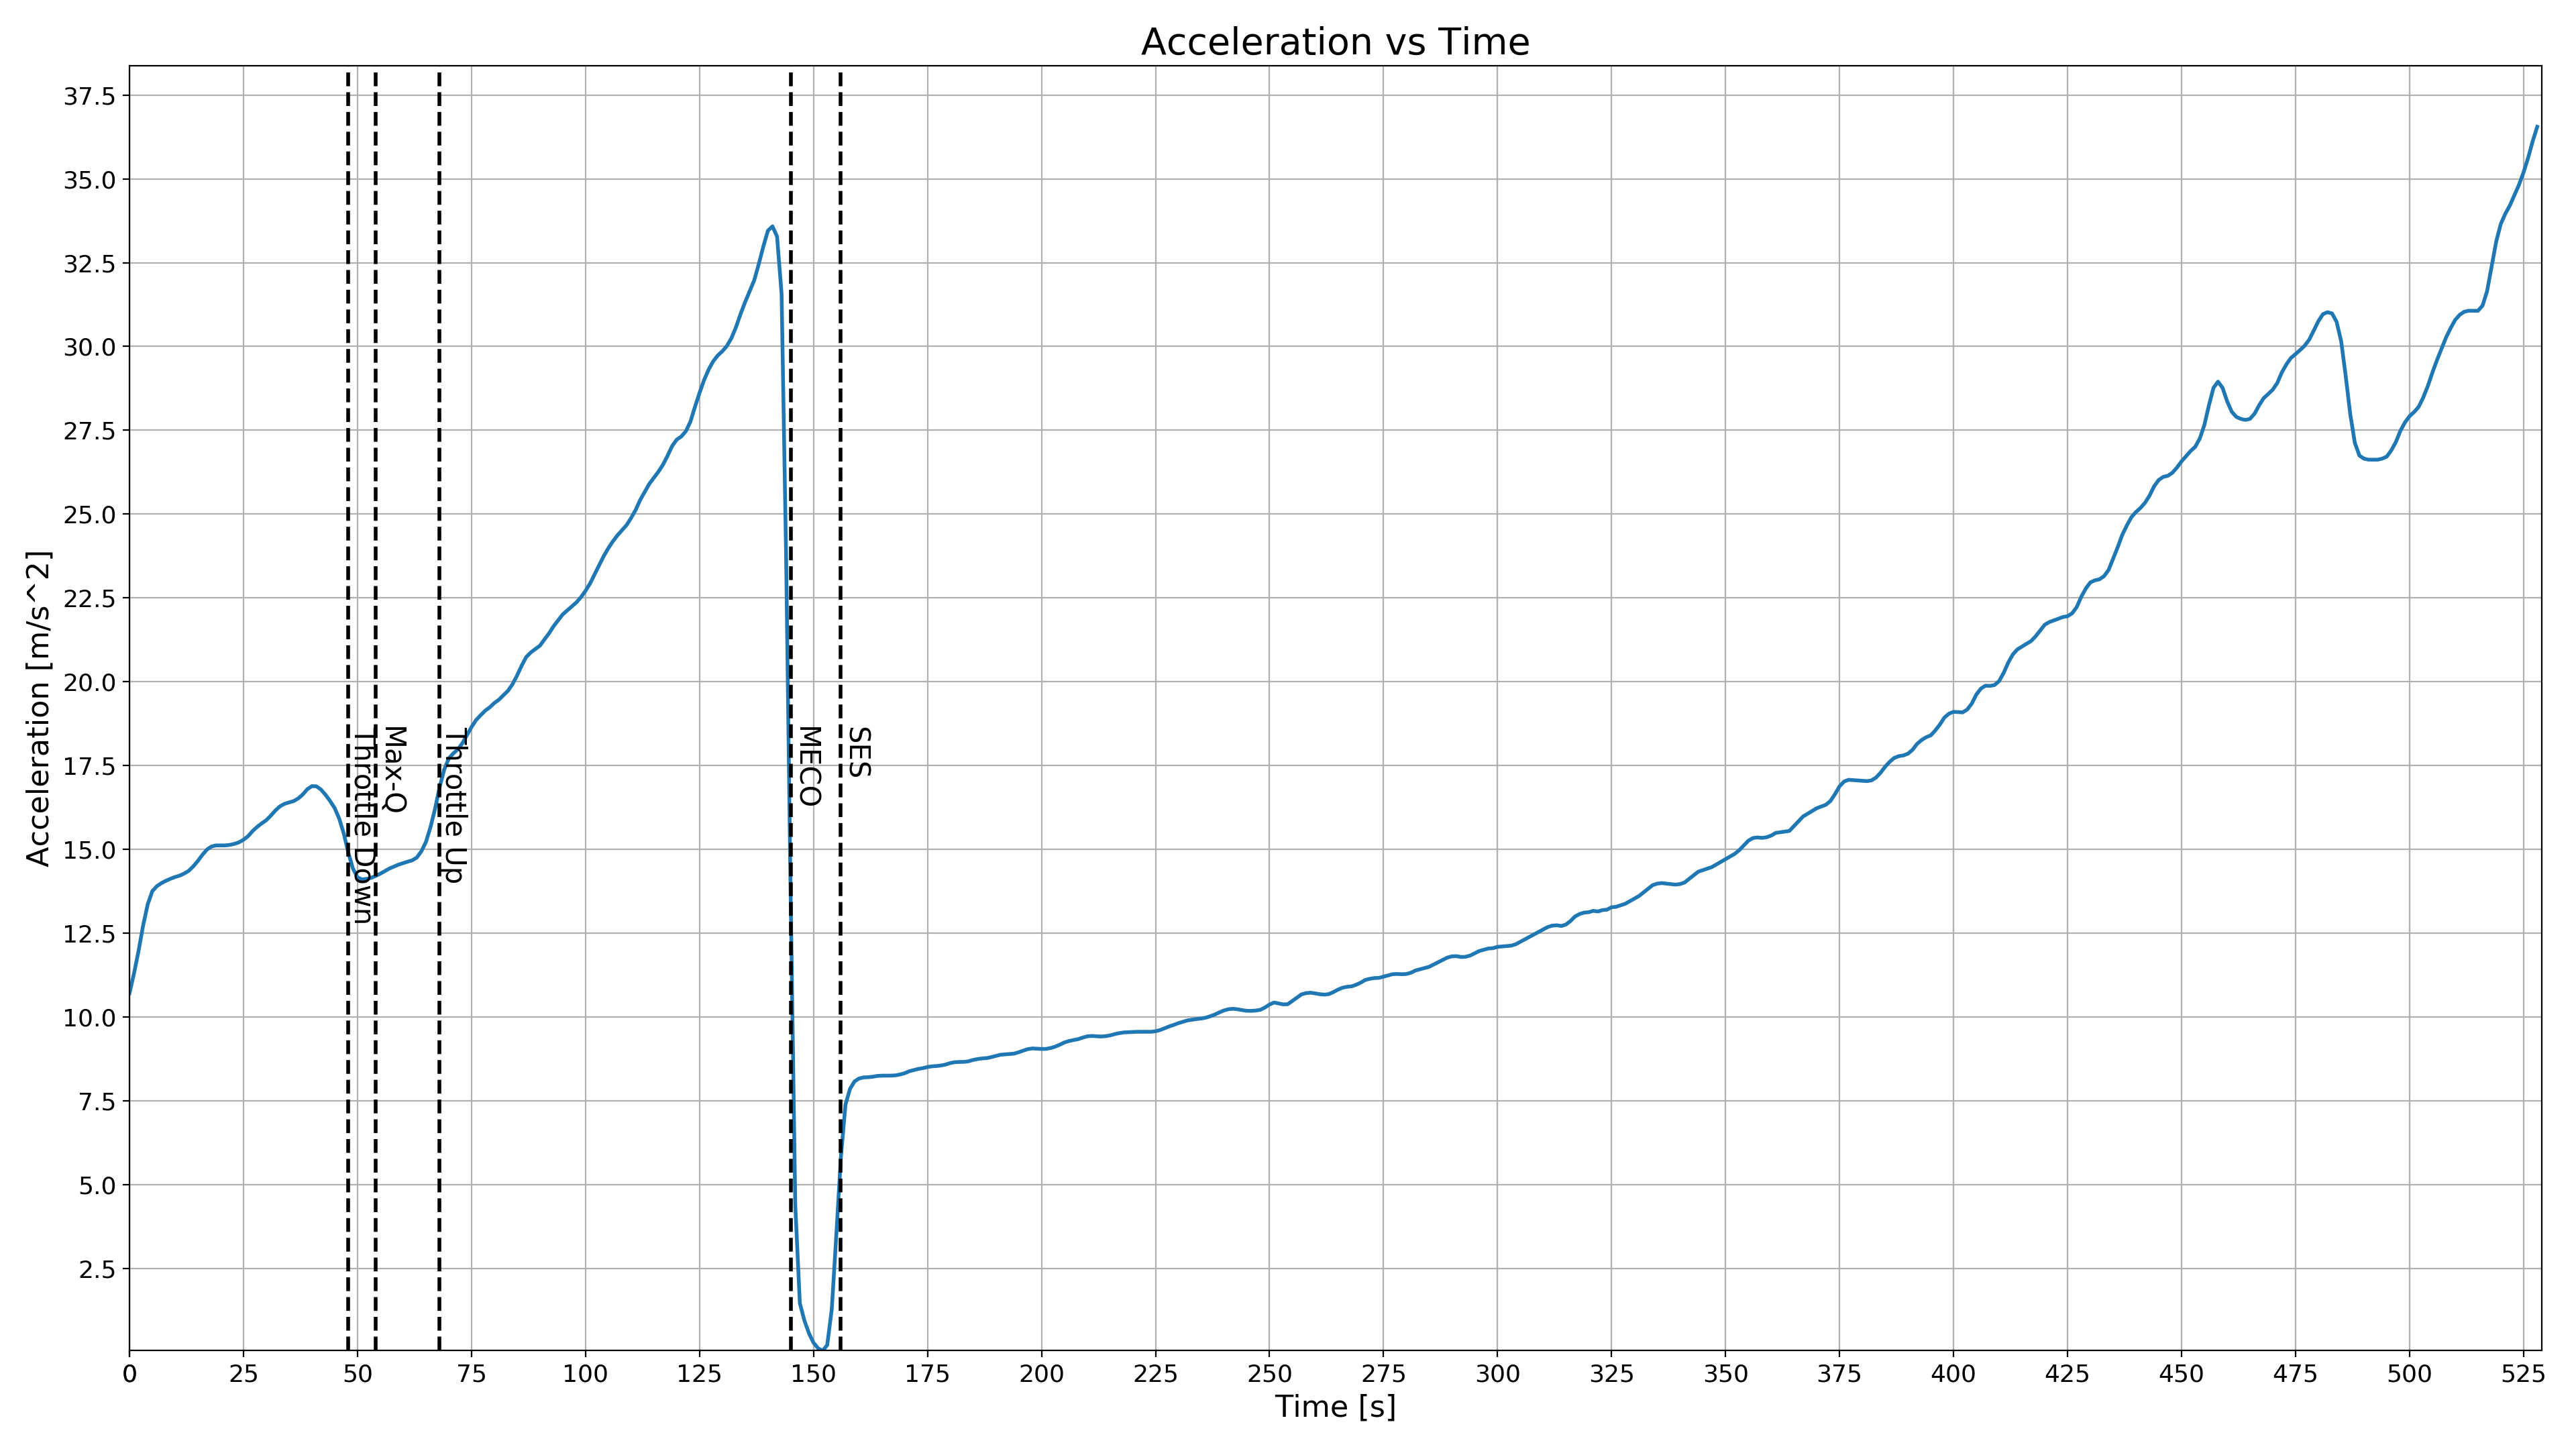 Acceleration vs Time
Acceleration [m/s^2]
37.5
35.0
32.5
30.0
27.5
25.0
22.5
20.0
17.5
15.0
12.5
10.0
7.5
5.0
2.5
Throttle Down
Max-Q
Throttle Up
MECO
SES
0 25 50 75 100 125 150 175 200 225 250 275 300 325 350 375 400 425 450 475 500 525
Time [s]